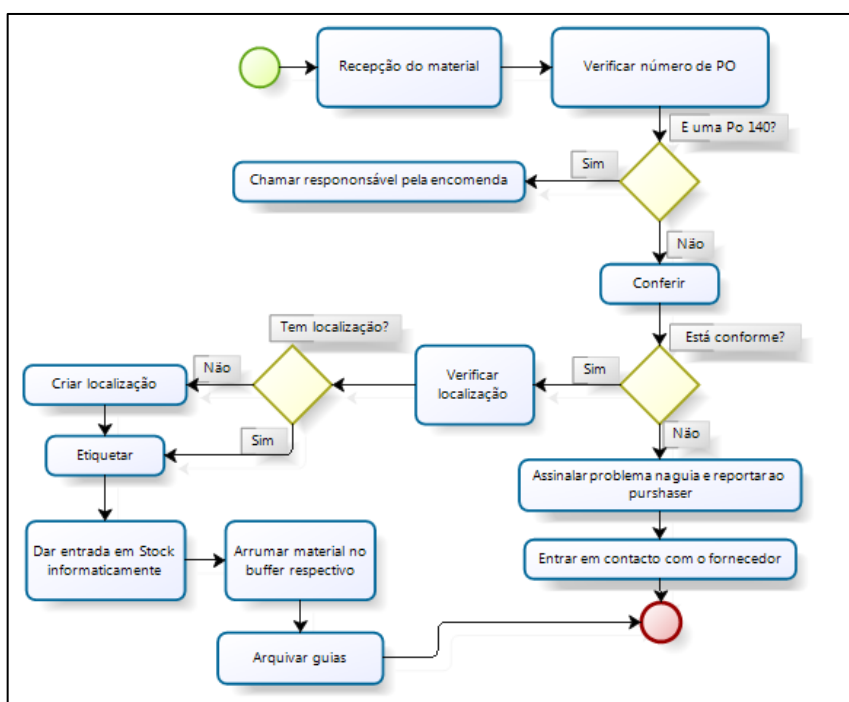 Recepção do material
Verificar número de PO
E uma Po 140?
Sim
Chamar respononsável pela encomenda
Não
Conferir
Está conforme?
Tem localização?
Sim
Verificar
localização
Não
Criar localização
Sim
Etiquetar
Não
Assinalar problema na guia e reportar ao
purshaser
Dar entrada em Stock
informaticamente
Arrumar material no
buffer respectivo
Entrar em contacto com o fornecedor
Arquivar guias